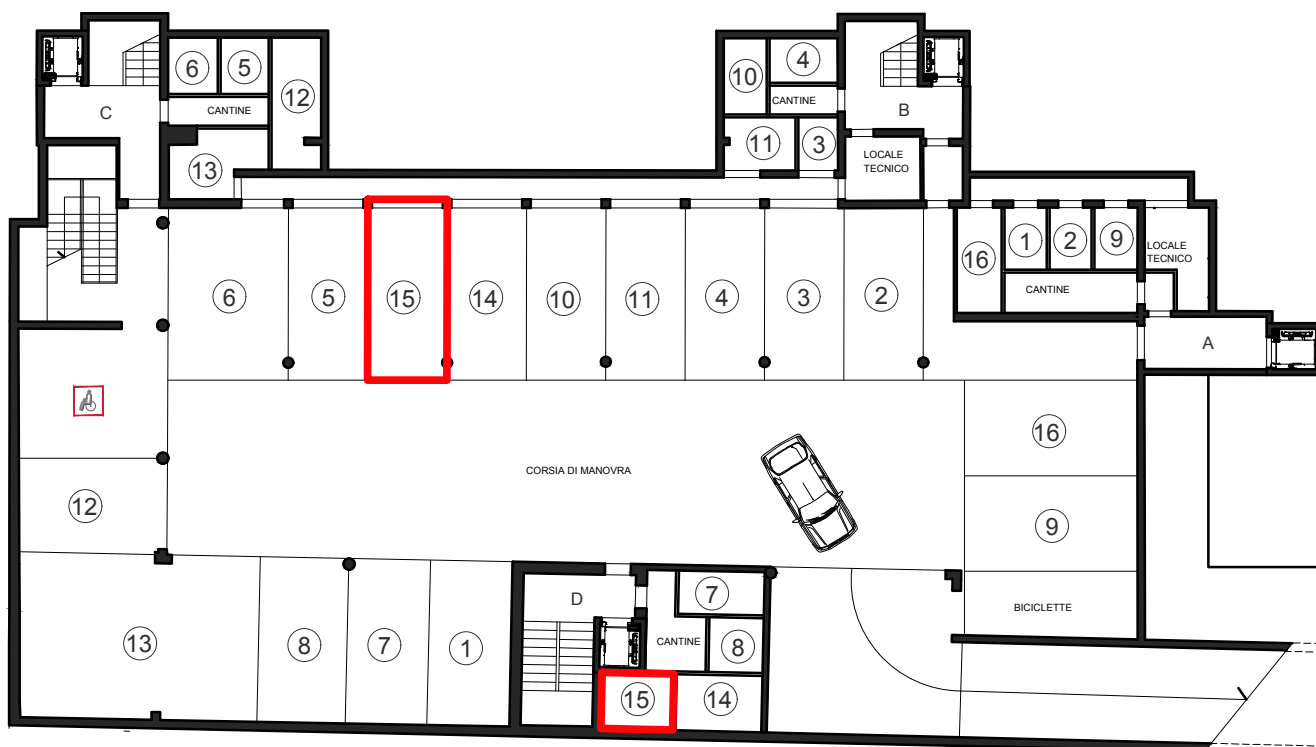 6
5
12
C
CANTINE
13
10
4
CANTINE
B
11
3
LOCALE
TECNICO
16
1
2
9
LOCALE
TECNICO
CANTINE
A
6
5
15
14
10
11
4
3
2
16
12
CORSIA DI MANOVRA
9
BICICLETTE
13
8
7
1
D
7
CANTINE
8
15
14